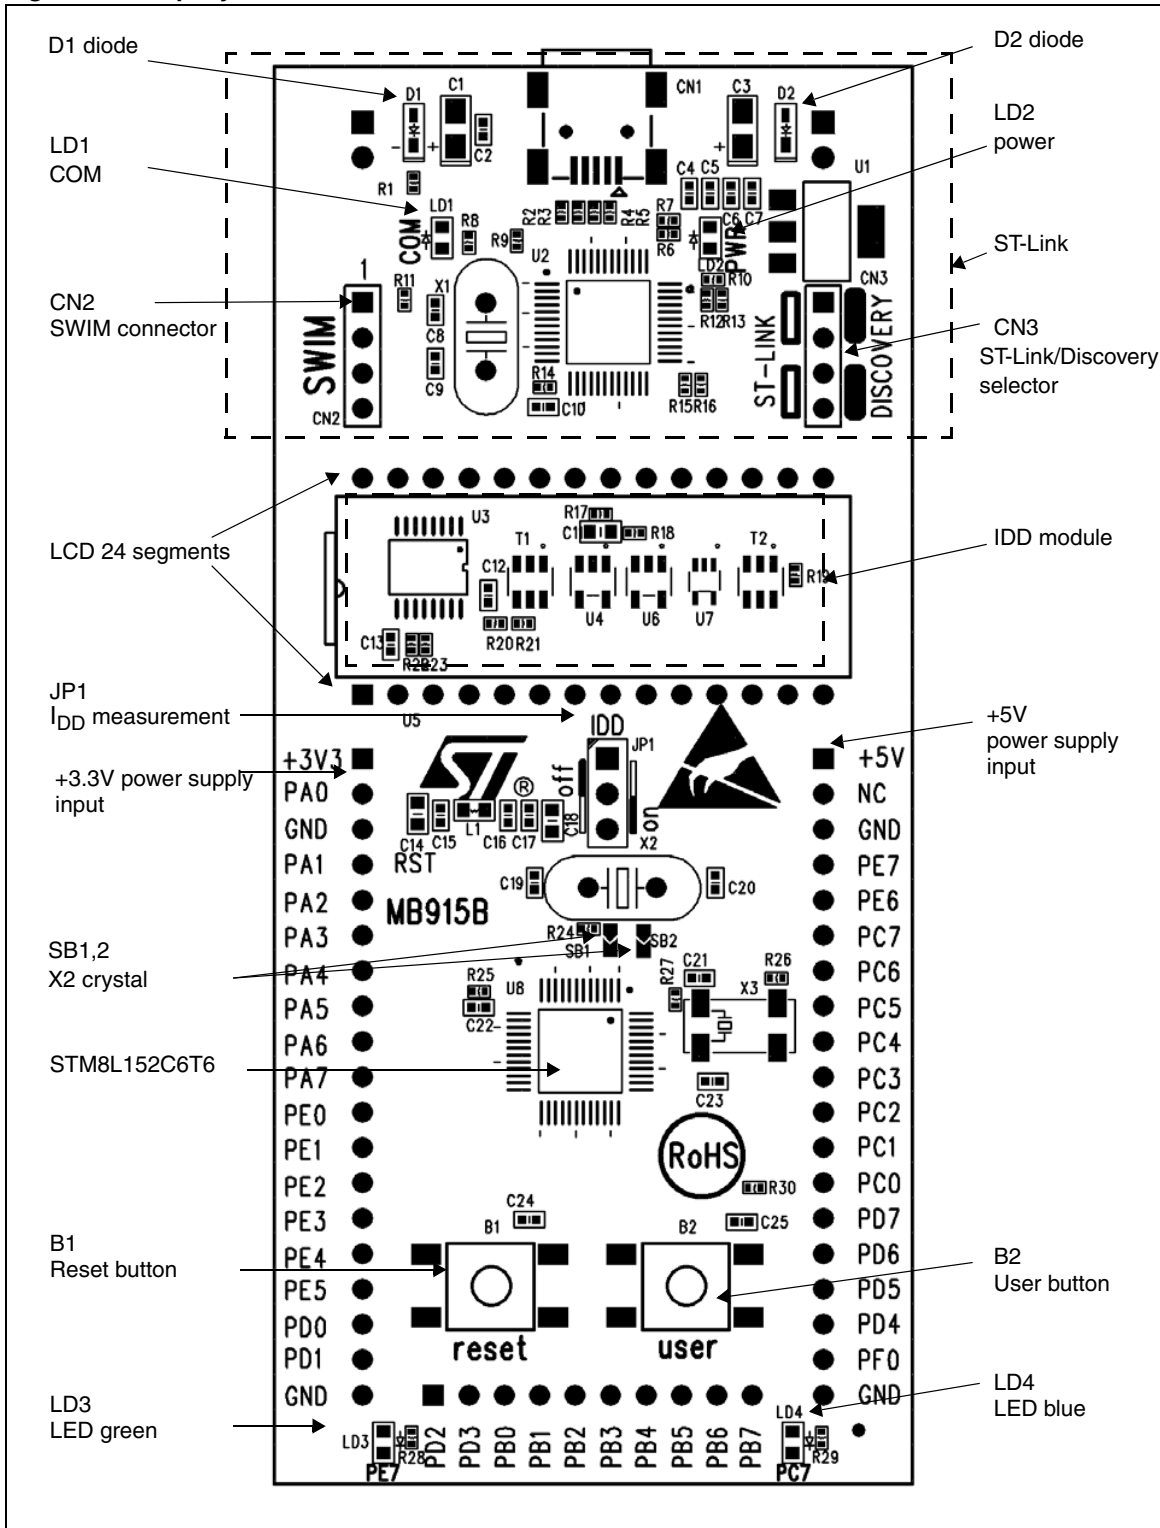 D1 diode
D2 diode
LD1
COM
LD2
power
ST-Link
CN2
SWIM connector
CN3
ST-Link/Discovery
selector
D1
C1
C2
CN1
C3
D2
R1
LD1
COM
R8
R9
R2
R3
R4
R5
R7
R6
C4
C5
C6
C7
U1
PWR
LD2
R10
R12
R13
CN3
1
R11
X1
U2
C8
C9
SWIM
CN2
R14
C10
R15
R16
ST-LINK
DISCOVERY
LCD 24 segments
IDD module
U3
R17
C1
R18
T1
T2
C12
R19
U4
U6
U7
C13
R20
R21
R23
JP1
IDD measurement
+5V
power supply
input
+3.3V power supply
input
U5
IDD
JP1
off
on
®
C14
C15
L1
C16
C17
C18
RST
X2
C19
C20
MB915B
R24
SB1
SB2
SB1,2
X2 crystal
R25
C22
U8
R27
C21
R26
X3
C23
STM8L152C6T6
RoHS
R30
C24
C25
B1
B2
reset
user
B1
Reset button
B2
User button
+3V3
PA0
GND
PA1
PA2
PA3
PA4
PA5
PA6
PA7
PE0
PE1
PE2
PE3
PE4
PE5
PD0
PD1
GND
+5V
NC
GND
PE7
PE6
PC7
PC6
PC5
PC4
PC3
PC2
PC1
PC0
PD7
PD6
PD5
PD4
PF0
GND
LD3
LED green
LD4
LED blue
LD3
R28
PE7
PD2
PD3
PB0
PB1
PB2
PB3
PB4
PB5
PB6
PB7
LD4
R29
PC7